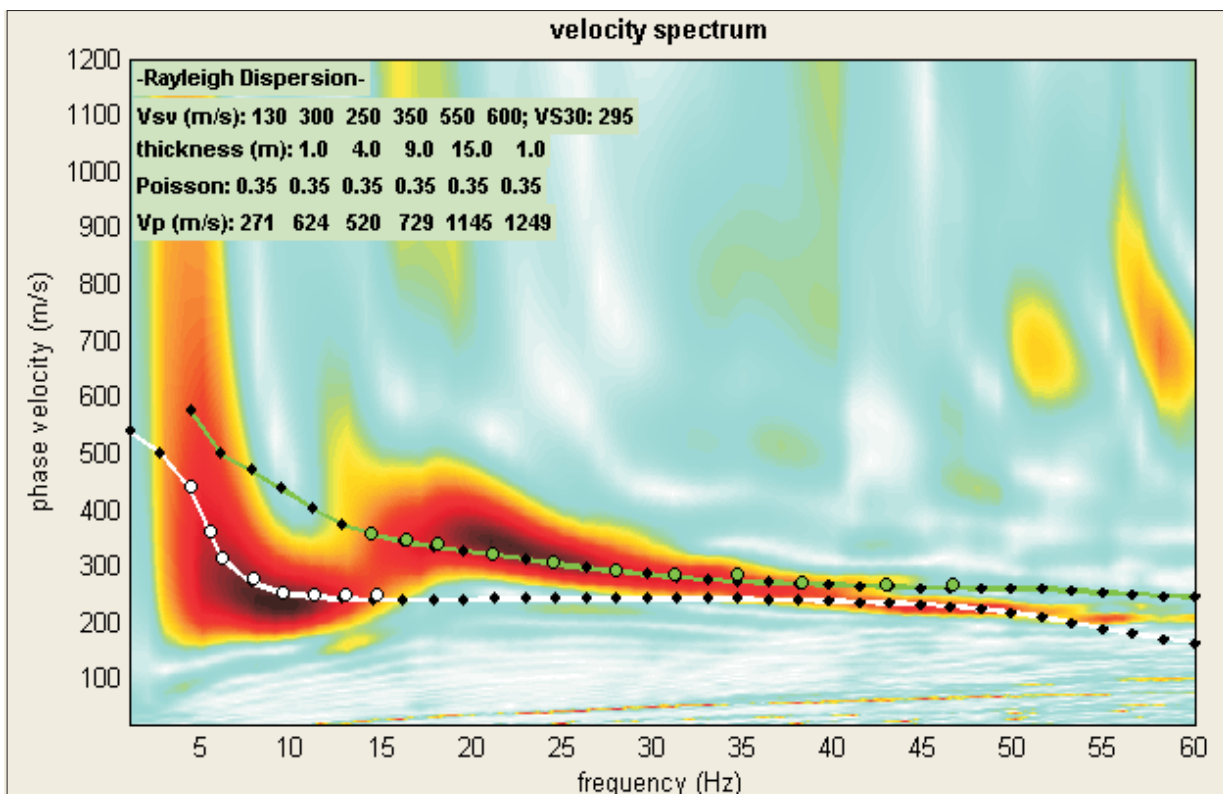 velocity spectrum
-Rayleigh Dispersion-
Vsv (m/s): 130 300 250 350 550 600; VS30: 295
thickness (m): 1.0 4.0 9.0 15.0 1.0
Poisson: 0.35 0.35 0.35 0.35 0.35 0.35
Vp (m/s): 271 624 520 729 1145 1249
phase velocity (m/s)
1200
1100
1000
900
800
700
600
500
400
300
200
100
5 10 15 20 25 30 35 40 45 50 55 60
frequency (Hz)